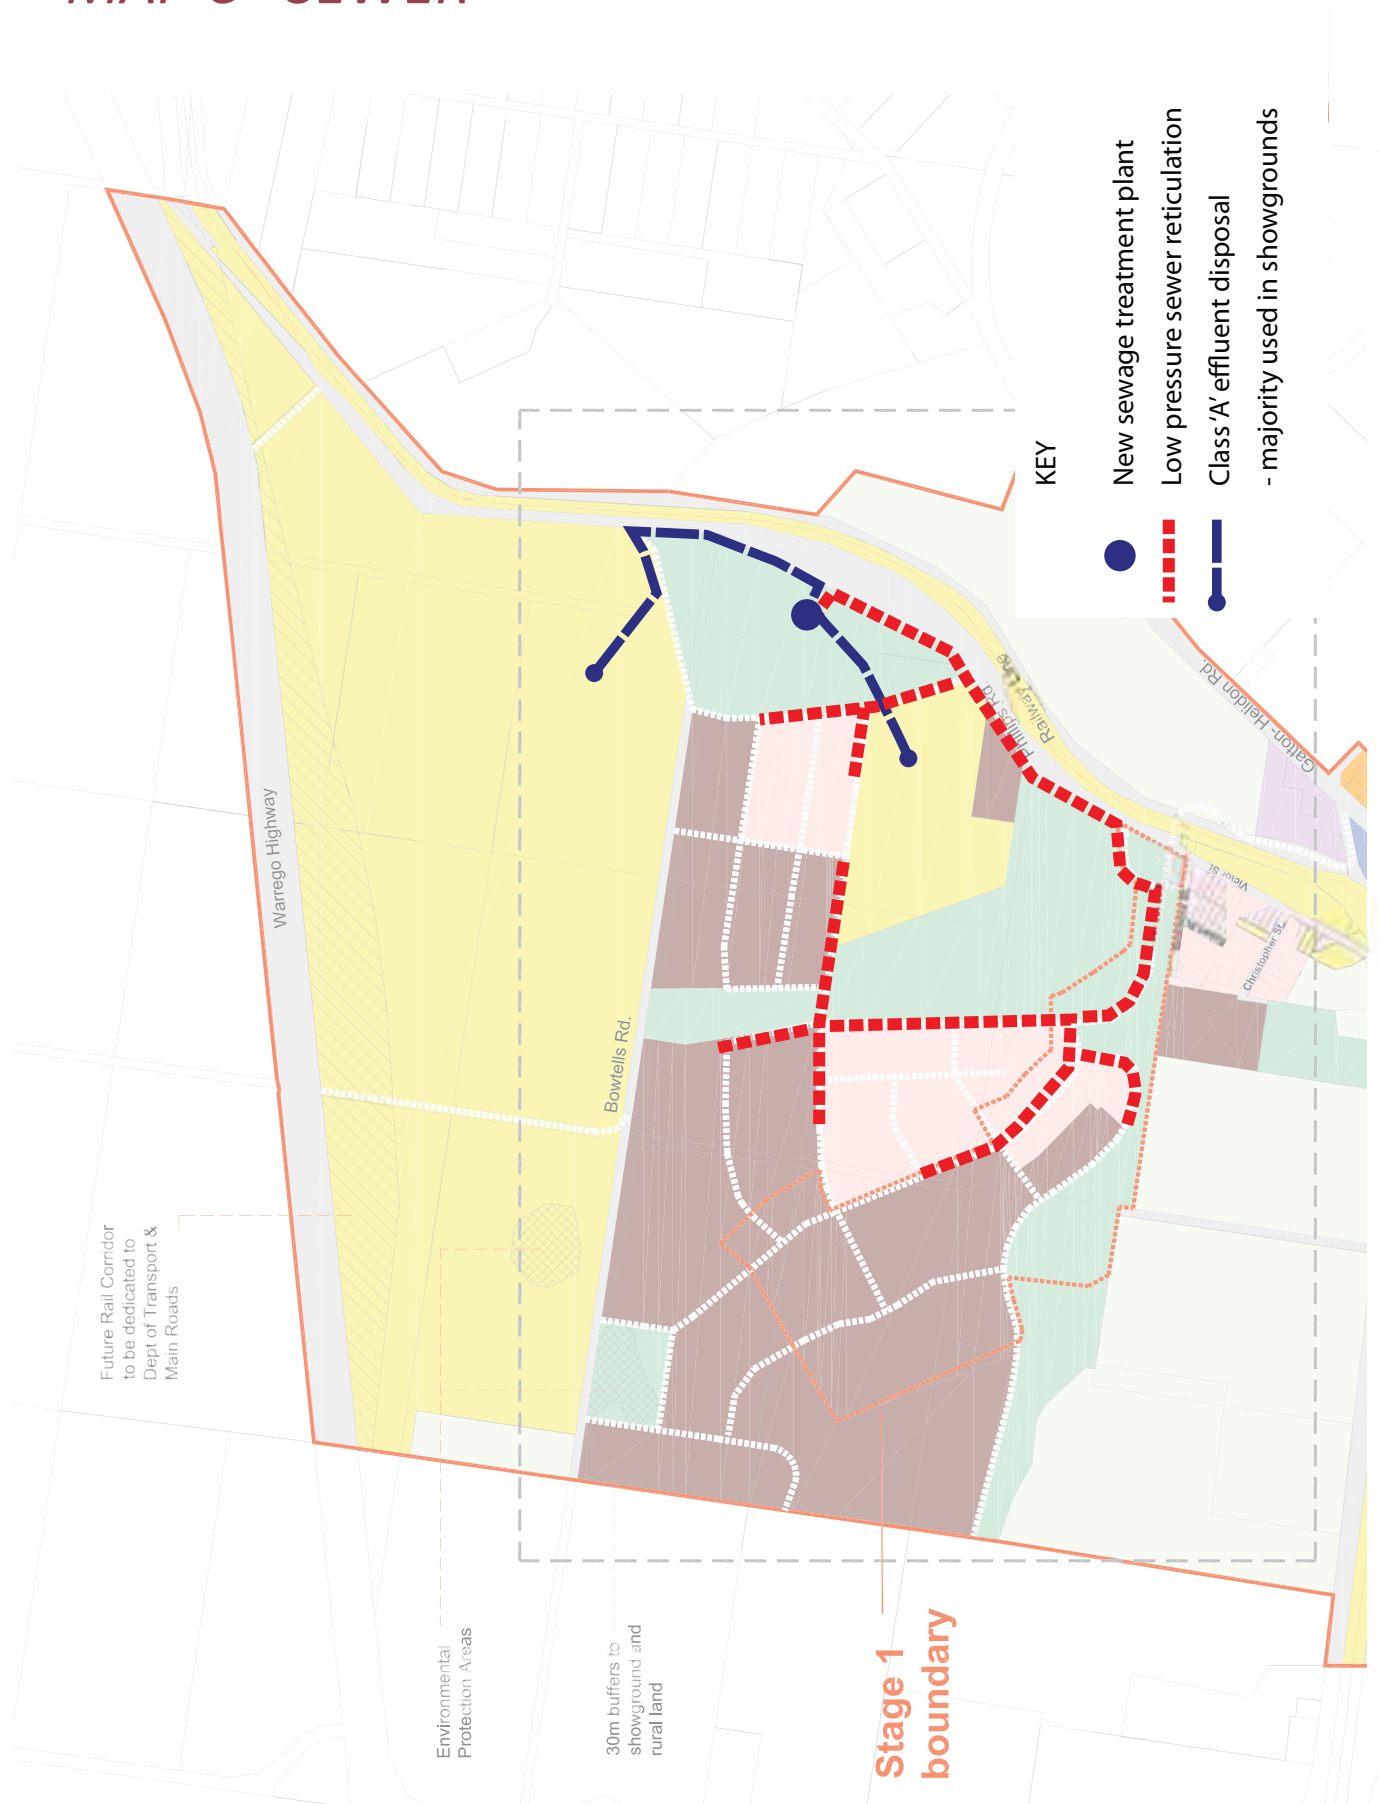 KEY
New sewage treatment plant
Low pressure sewer reticulation
Class ‘A’ effluent disposal
- majority used in showgrounds
Warrego Highway
Bowtells Rd.
Phillips Rd.
Railway Line
Gatton- Helidon Rd.
Victor St
Christopher St.
Future Rail Corridor
to be dedicated to
Dept of Transport &
Main Roads
Environmental
Protection Areas
30m buffers to
showground and
rural land
Stage 1
boundary